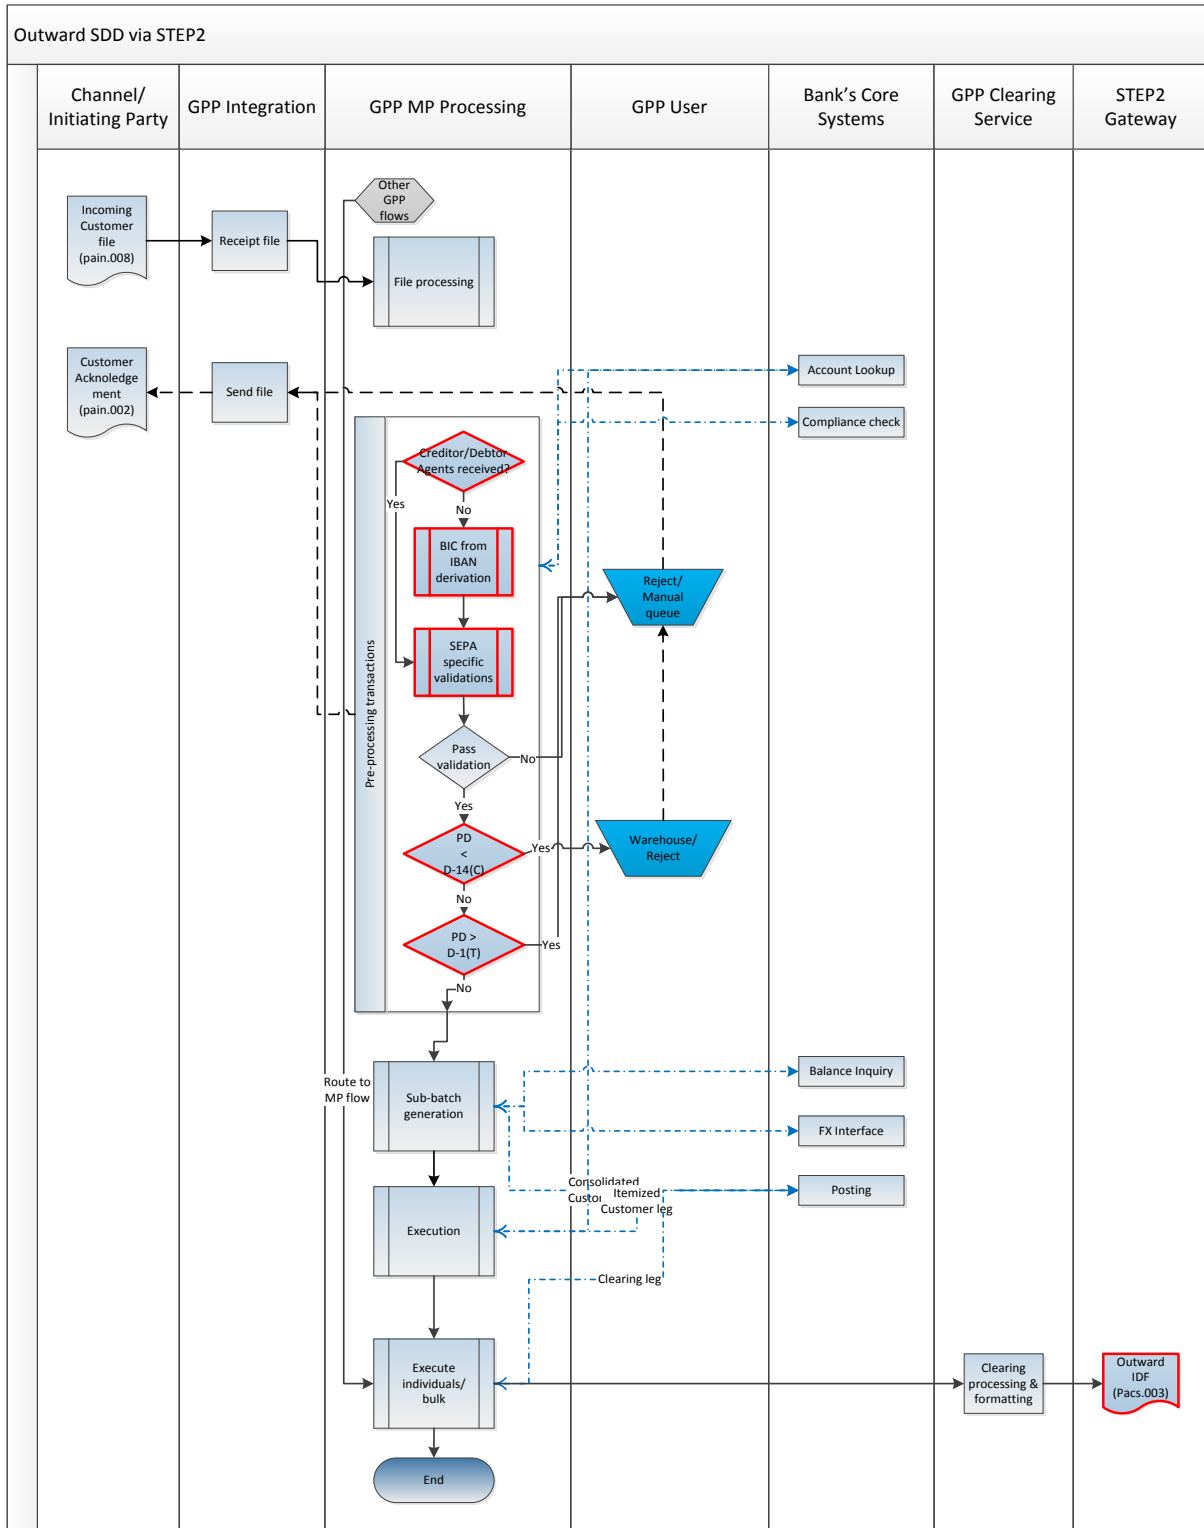 Outward SDD via STEP2
Channel/
Initiating Party
GPP Integration
GPP MP Processing
GPP User
Bank's Core
Systems
GPP Clearing
Service
STEP2
Gateway
Other
GPP
flows
Incoming
Customer
file
(pain.008)
Receipt file
File processing
Customer
Acknoledge
ment
(pain.002)
Send file
Account Lookup
Compliance check
Pre-processing transactions
Creditor/Debtor
Agents received?
Yes
No
BIC from
IBAN
derivation
Reject/
Manual
queue
SEPA
specific
validations
Pass
validation
No
Yes
PD
<
D-14(C)
Yes
Warehouse/
Reject
No
PD >
D-1(T)
Yes
No
Route to
MP flow
Sub-batch
generation
Balance Inquiry
FX Interface
Consolidated
Itemized
Customer leg
Posting
Execution
Clearing leg
Execute
individuals/
bulk
Clearing
processing &
formatting
Outward
IDF
(Pacs.003)
End